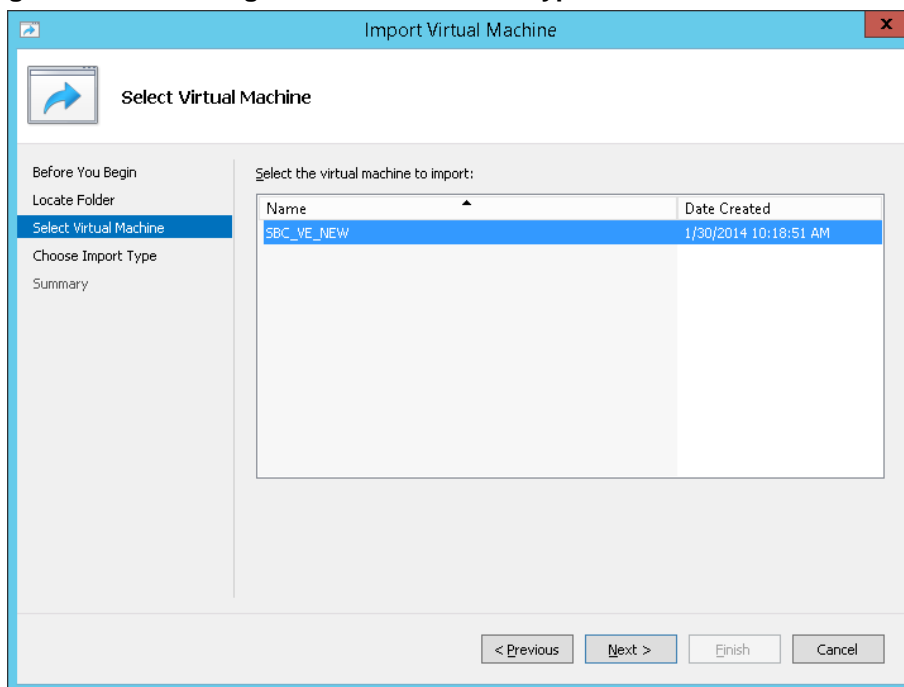 Import Virtual Machine
x
Select Virtual Machine
Before You Begin
Locate Folder
Select Virtual Machine
Choose Import Type
Summary
Select the virtual machine to import:
Name Date Created
SBC_VE_NEW 1/30/2014 10:18:51 AM
< Previous Next > Finish Cancel